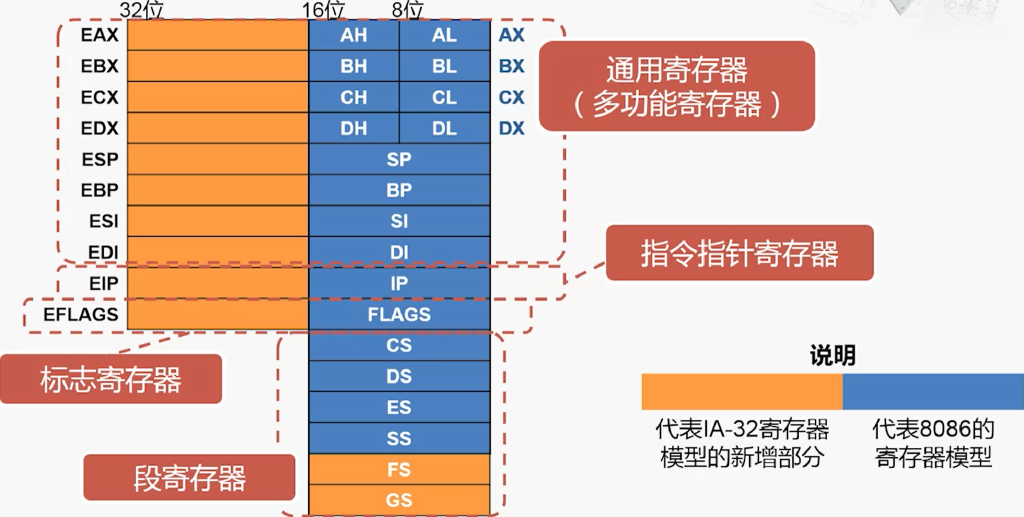 32位 16位 8位
EAX AH AL AX
EBX BH BL BX
ECX CH CL CX
EDX DH DL DX
通用寄存器
（多功能寄存器）
ESP SP
EBP BP
ESI SI
EDI DI
指令指针寄存器
EIP IP
EFLAGS FLAGS
标志寄存器
CS
DS
ES
SS
FS
GS
段寄存器
说明
代表IA-32寄存器
模型的新增部分
代表8086的
寄存器模型